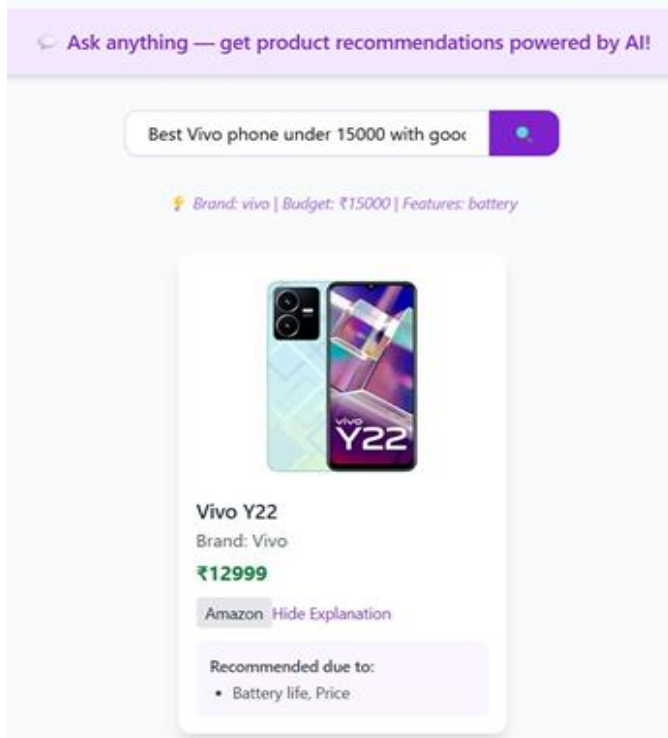 Ask anything — get product recommendations powered by AI!
Best Vivo phone under 15000 with good
Brand: vivo | Budget: ₹15000 | Features: battery
vivo
Y22
Vivo Y22
Brand: Vivo
₹12999
Amazon Hide Explanation
Recommended due to:
• Battery life, Price